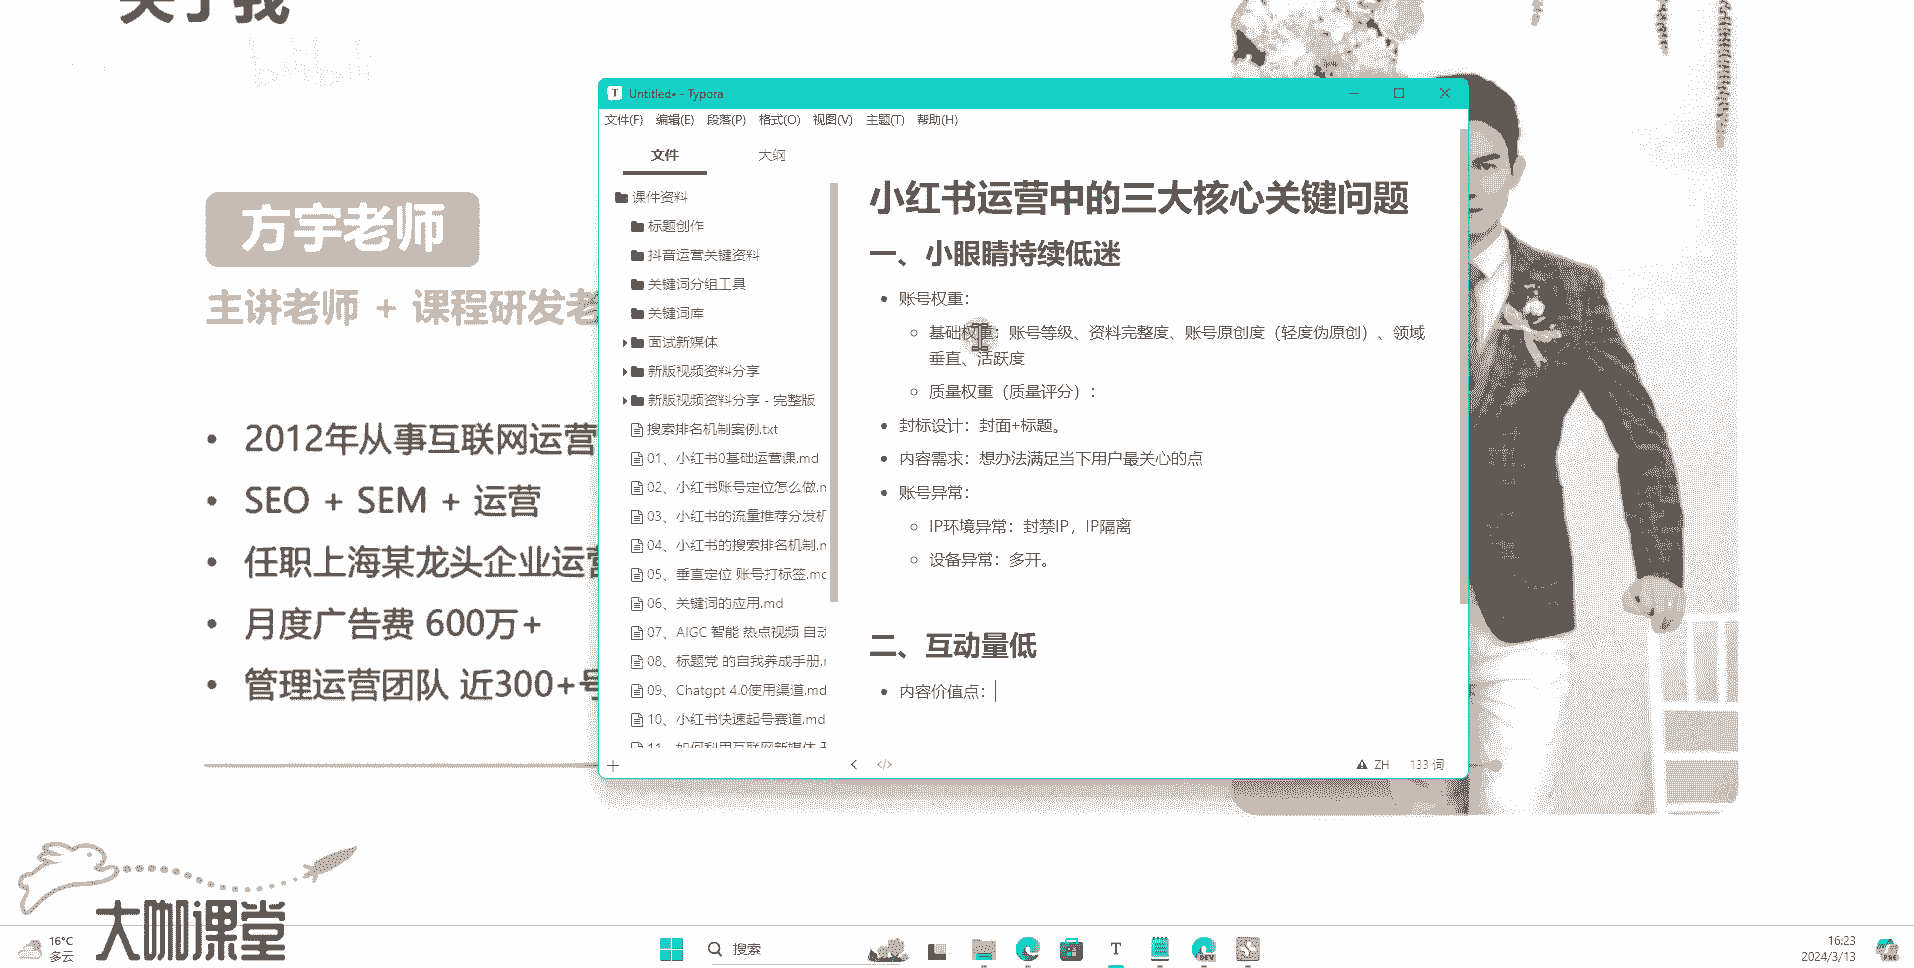 关于我
bilibili
方宇老师
主讲老师 + 课程研发老
• 2012年从事互联网运营
• SEO + SEM + 运营
• 任职上海某龙头企业运营
• 月度广告费 600万+
• 管理运营团队 近300+号
Untitled• - Typora
文件(F) 编辑(E) 段落(P) 格式(O) 视图(V) 主题(T) 帮助(H)
文件 大纲
课件资料
标题创作
抖音运营关键资料
关键词分组工具
关键词库
面试新媒体
新版视频资料分享
新版视频资料分享 - 完整版
搜索排名机制案例.txt
01、小红书0基础运营课.md
02、小红书账号定位怎么做.m
03、小红书的流量推荐分发机
04、小红书的搜索排名机制.m
05、垂直定位 账号打标签.mc
06、关键词的应用.md
07、AIGC 智能 热点视频 自动
08、标题党 的自我养成手册.r
09、Chatgpt 4.0使用渠道.md
10、小红书快速起号赛道.md
11、如何利用互联网新媒体 无
小红书运营中的三大核心关键问题
一、小眼睛持续低迷
• 账号权重：
基础权重：账号等级、资料完整度、账号原创度（轻度伪原创）、领域
垂直、活跃度
质量权重（质量评分）：
• 封标设计：封面+标题。
• 内容需求：想办法满足当下用户最关心的点
• 账号异常：
IP环境异常：封禁IP，IP隔离
设备异常：多开。
二、互动量低
• 内容价值点：
</> ZH 133 词
大咖课堂
16°C
多云
搜索
DEV
16:23
2024/3/13
PRE